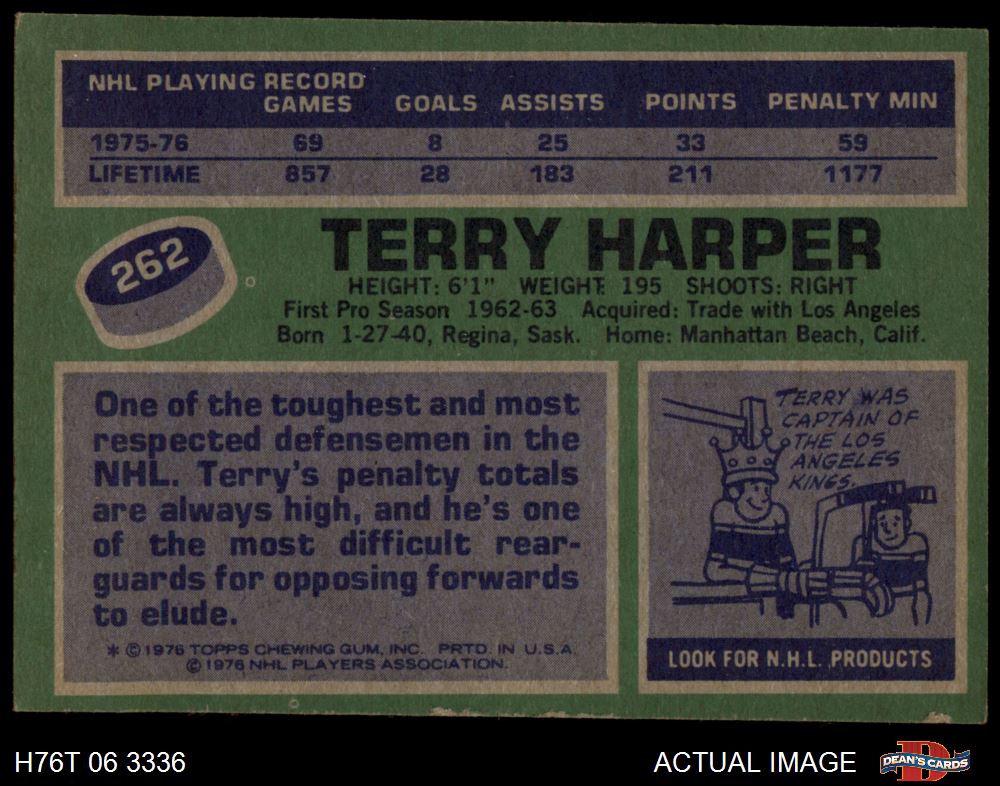 NHL PLAYING RECORD
GAMES GOALS ASSISTS POINTS PENALTY MIN
1975-76 69 8 25 33 59
LIFETIME 857 28 183 211 1177
262
TERRY HARPER
HEIGHT: 6'1" WEIGHT 195 SHOOTS: RIGHT
First Pro Season 1962-63 Acquired: Trade with Los Angeles
Born 1-27-40, Regina, Sask. Home: Manhattan Beach, Calif.
One of the toughest and most
respected defensemen in the
NHL. Terry's penalty totals
are always high, and he's one
of the most difficult rear-
guards for opposing forwards
to elude.
* © 1976 TOPPS CHEWING GUM, INC. PRTD. IN U.S.A.
© 1976 NHL PLAYERS ASSOCIATION.
TERRY WAS
CAPTAIN OF
THE LOS
ANGELES
KINGS.
LOOK FOR N.H.L. PRODUCTS
H76T 06 3336 ACTUAL IMAGE
D
DEAN'S CARDS